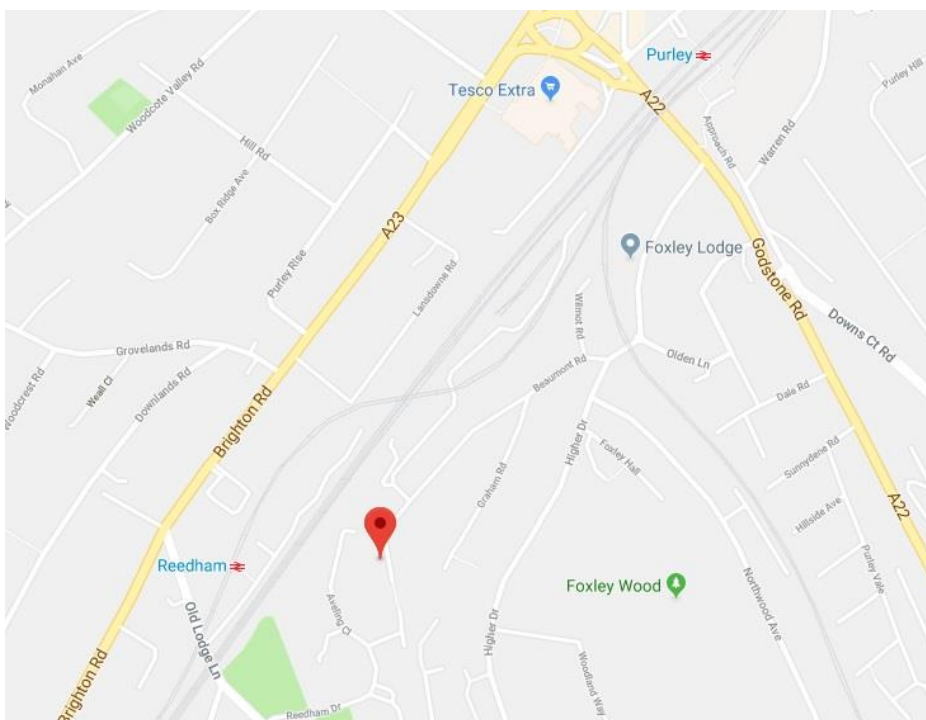 Monahan Ave
Woodcote Valley Rd
Purley
Purley Hill
Tesco Extra
A22
Hill Rd
Approach Rd
Warren Rd
Box Ridge Ave
A23
Foxley Lodge
Godstone Rd
Purley Rise
Lansdowne Rd
Wilmot Rd
Downs Ct Rd
Grovelands Rd
Olden Ln
Woodcrest Rd
Weall Cl
Downlands Rd
Beaumont Rd
Dale Rd
Brighton Rd
Higher Dr
Foxley Hall
Sunnydene Rd
Graham Rd
A22
Hillside Ave
Reedham
Purley Vale
Foxley Wood
Northwood Ave
Aveling Cl
Old Lodge Ln
Higher Dr
Woodland Way
Brighton Rd
Reedham Dr